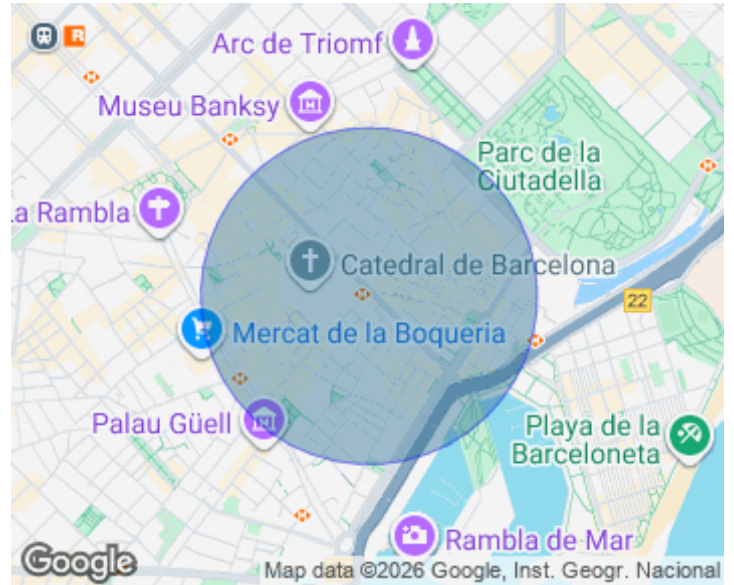 Arc de Triomf
Museu Banksy
Parc de la
Ciutadella
a Rambla
Catedral de Barcelona
22
Mercat de la Boqueria
Palau Güell
Playa de la
Barceloneta
Rambla de Mar
Google
Map data ©2026 Google, Inst. Geogr. Nacional